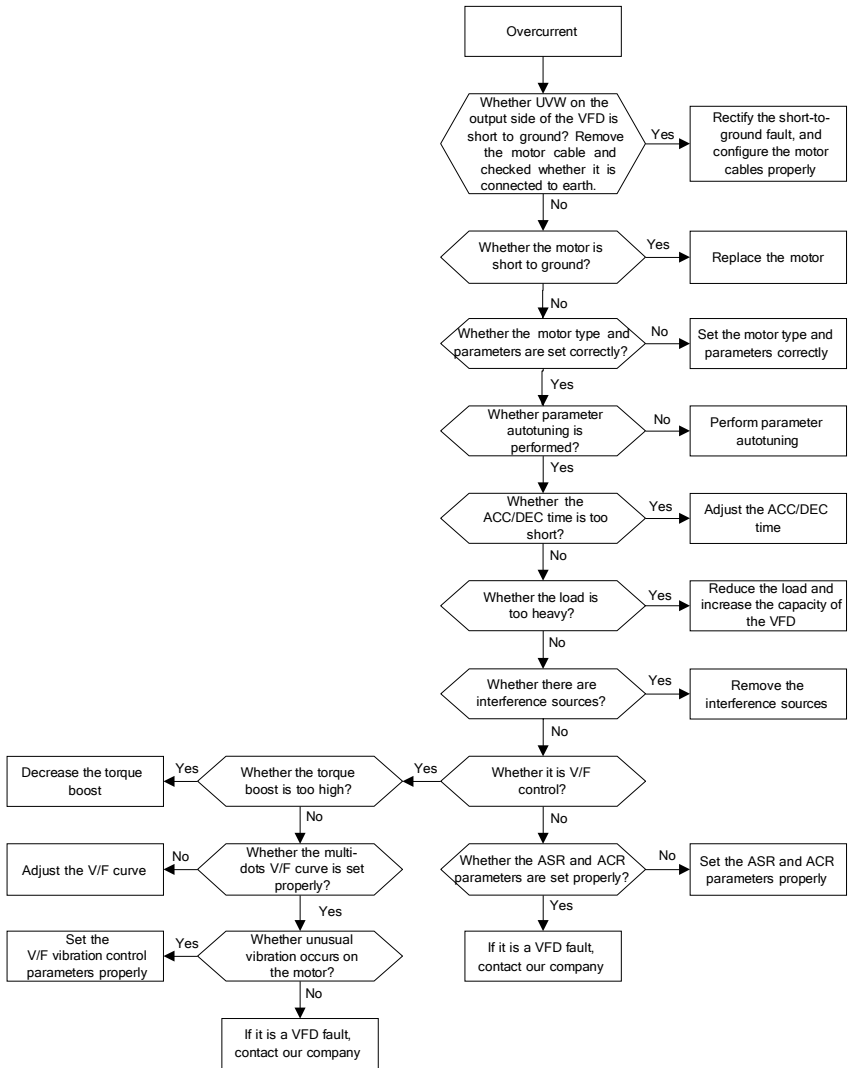 Overcurrent
Whether UVW on the
output side of the VFD is
short to ground? Remove
the motor cable and
checked whether it is
connected to earth.
Yes
Rectify the short-to-
ground fault, and
configure the motor
cables properly
No
Whether the motor is
short to ground?
Yes
Replace the motor
No
Whether the motor type and
parameters are set correctly?
No
Set the motor type and
parameters correctly
Yes
Whether parameter
autotuning is
performed?
No
Perform parameter
autotuning
Yes
Whether the
ACC/DEC time is too
short?
Yes
Adjust the ACC/DEC
time
No
Whether the load is
too heavy?
Yes
Reduce the load and
increase the capacity of
the VFD
No
Whether there are
interference sources?
Yes
Remove the
interference sources
No
Whether it is V/F
control?
Yes
Whether the torque
boost is too high?
Yes
Decrease the torque
boost
No
Whether the multi-
dots V/F curve is set
properly?
No
Adjust the V/F curve
Yes
Whether unusual
vibration occurs on
the motor?
Yes
Set the
V/F vibration control
parameters properly
No
If it is a VFD fault,
contact our company
No
Whether the ASR and ACR
parameters are set properly?
No
Set the ASR and ACR
parameters properly
Yes
If it is a VFD fault,
contact our company